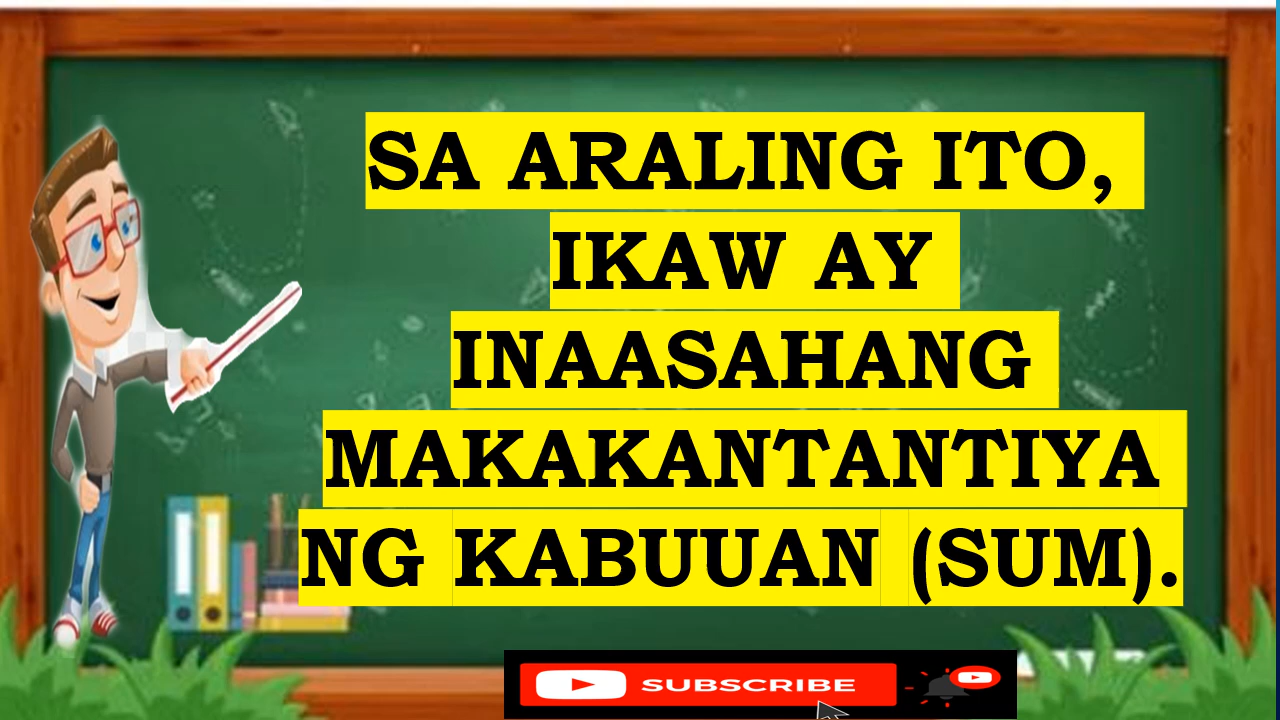 SA ARALING ITO,
IKAW AY
INAASAHANG
MAKAKANTANTIYA
NG KABUUAN (SUM).
SUBSCRIBE